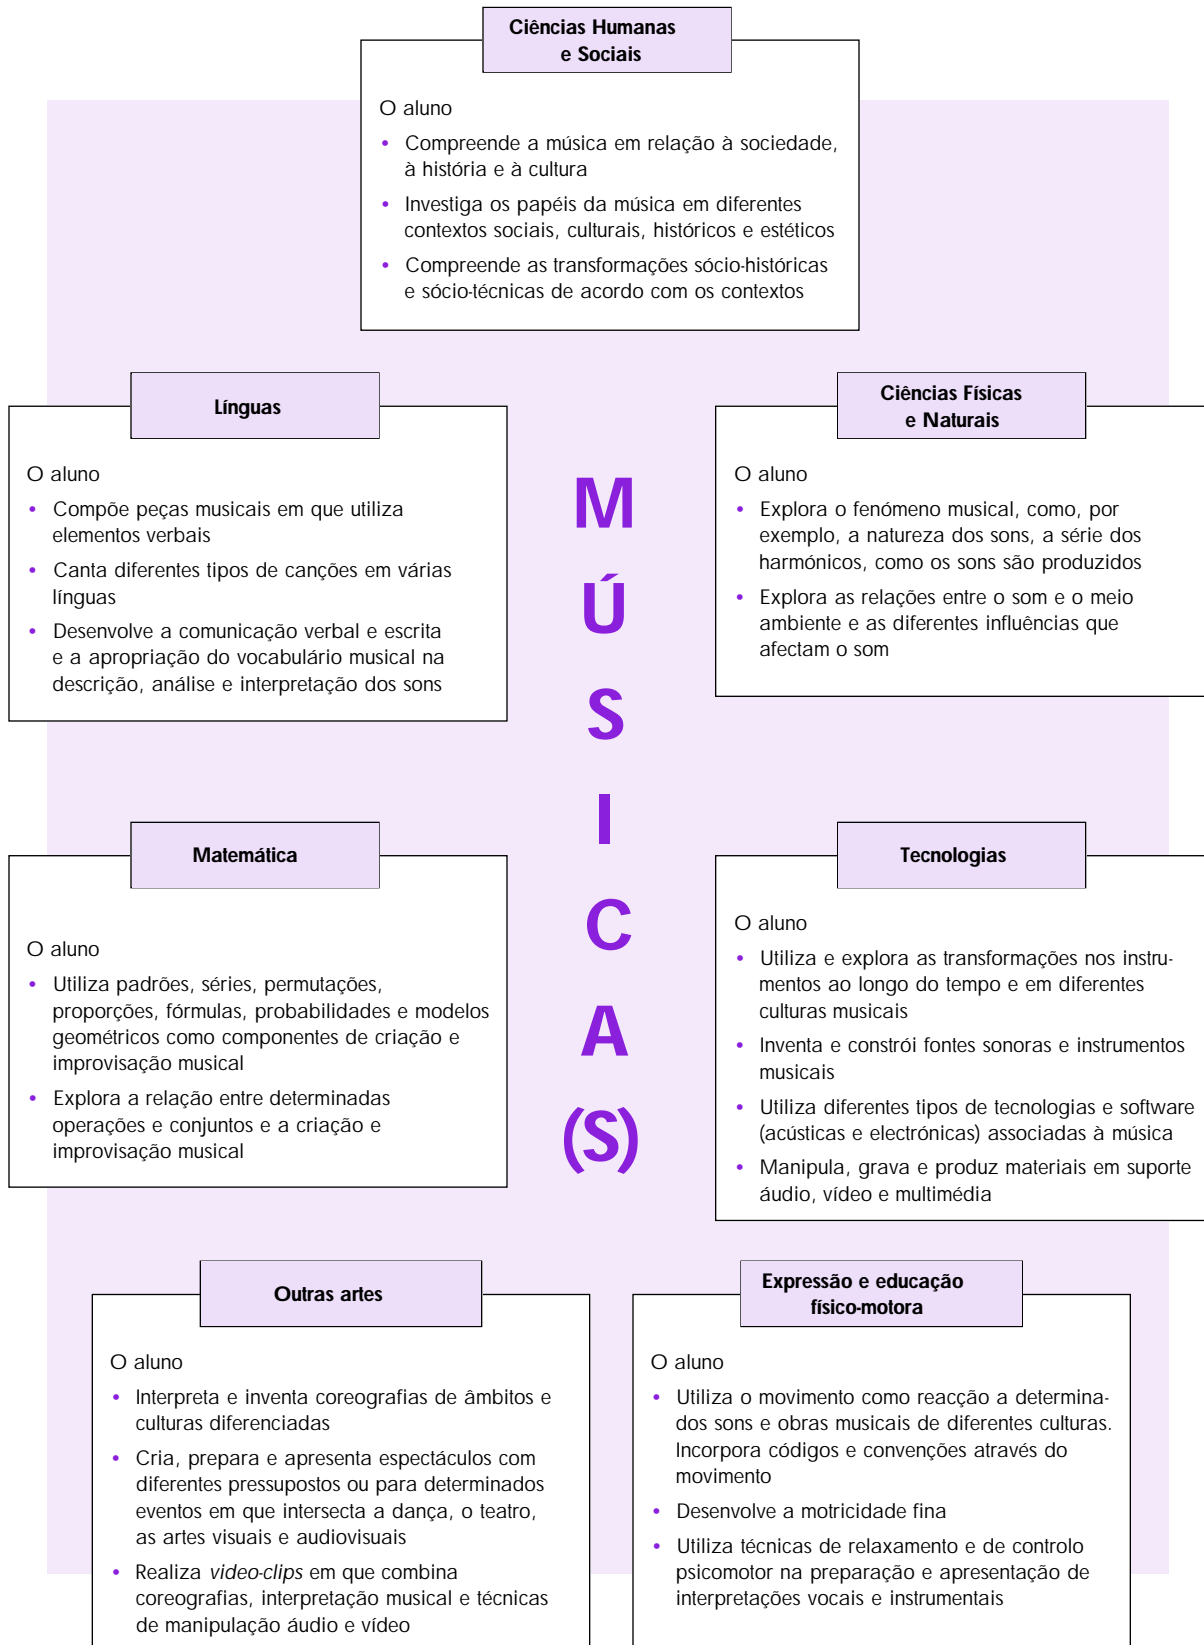 Ciências Humanas
e Sociais
O aluno
• Compreende a música em relação à sociedade,
à história e à cultura
• Investiga os papéis da música em diferentes
contextos sociais, culturais, históricos e estéticos
• Compreende as transformações sócio-históricas
e sócio-técnicas de acordo com os contextos
Línguas
O aluno
• Compõe peças musicais em que utiliza
elementos verbais
• Canta diferentes tipos de canções em várias
línguas
• Desenvolve a comunicação verbal e escrita
e a apropriação do vocabulário musical na
descrição, análise e interpretação dos sons
Ciências Físicas
e Naturais
O aluno
• Explora o fenómeno musical, como, por
exemplo, a natureza dos sons, a série dos
harmónicos, como os sons são produzidos
• Explora as relações entre o som e o meio
ambiente e as diferentes influências que
afectam o som
M
Ú
S
I
C
A
(S)
Matemática
O aluno
• Utiliza padrões, séries, permutações,
proporções, fórmulas, probabilidades e modelos
geométricos como componentes de criação e
improvisação musical
• Explora a relação entre determinadas
operações e conjuntos e a criação e
improvisação musical
Tecnologias
O aluno
• Utiliza e explora as transformações nos instru-
mentos ao longo do tempo e em diferentes
culturas musicais
• Inventa e constrói fontes sonoras e instrumentos
musicais
• Utiliza diferentes tipos de tecnologias e software
(acústicas e electrónicas) associadas à música
• Manipula, grava e produz materiais em suporte
áudio, vídeo e multimédia
Outras artes
O aluno
• Interpreta e inventa coreografias de âmbitos e
culturas diferenciadas
• Cria, prepara e apresenta espectáculos com
diferentes pressupostos ou para determinados
eventos em que intersecta a dança, o teatro,
as artes visuais e audiovisuais
• Realiza video-clips em que combina
coreografias, interpretação musical e técnicas
de manipulação áudio e vídeo
Expressão e educação
físico-motora
O aluno
• Utiliza o movimento como reacção a determina-
dos sons e obras musicais de diferentes culturas.
Incorpora códigos e convenções através do
movimento
• Desenvolve a motricidade fina
• Utiliza técnicas de relaxamento e de controlo
psicomotor na preparação e apresentação de
interpretações vocais e instrumentais